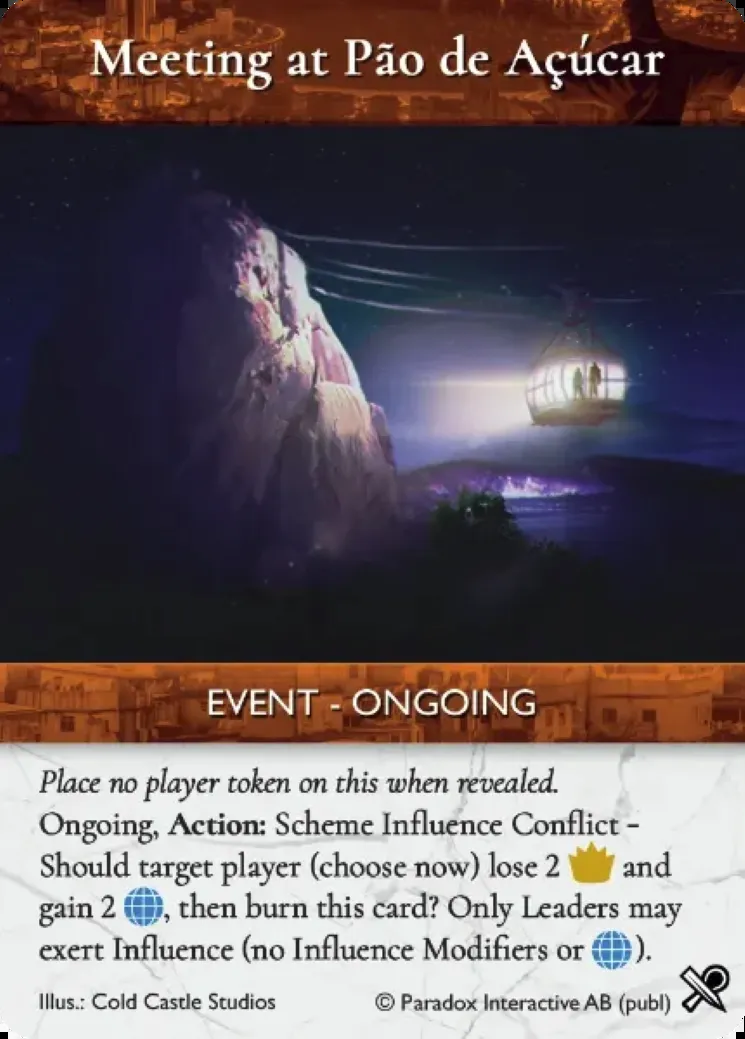 Meeting at Pão de Açúcar
EVENT - ONGOING
Place no player token on this when revealed.
Ongoing, Action: Scheme Influence Conflict –
Should target player (choose now) lose 2 and
gain 2 , then burn this card? Only Leaders may
exert Influence (no Influence Modifiers or ).
Illus.: Cold Castle Studios
© Paradox Interactive AB (publ)